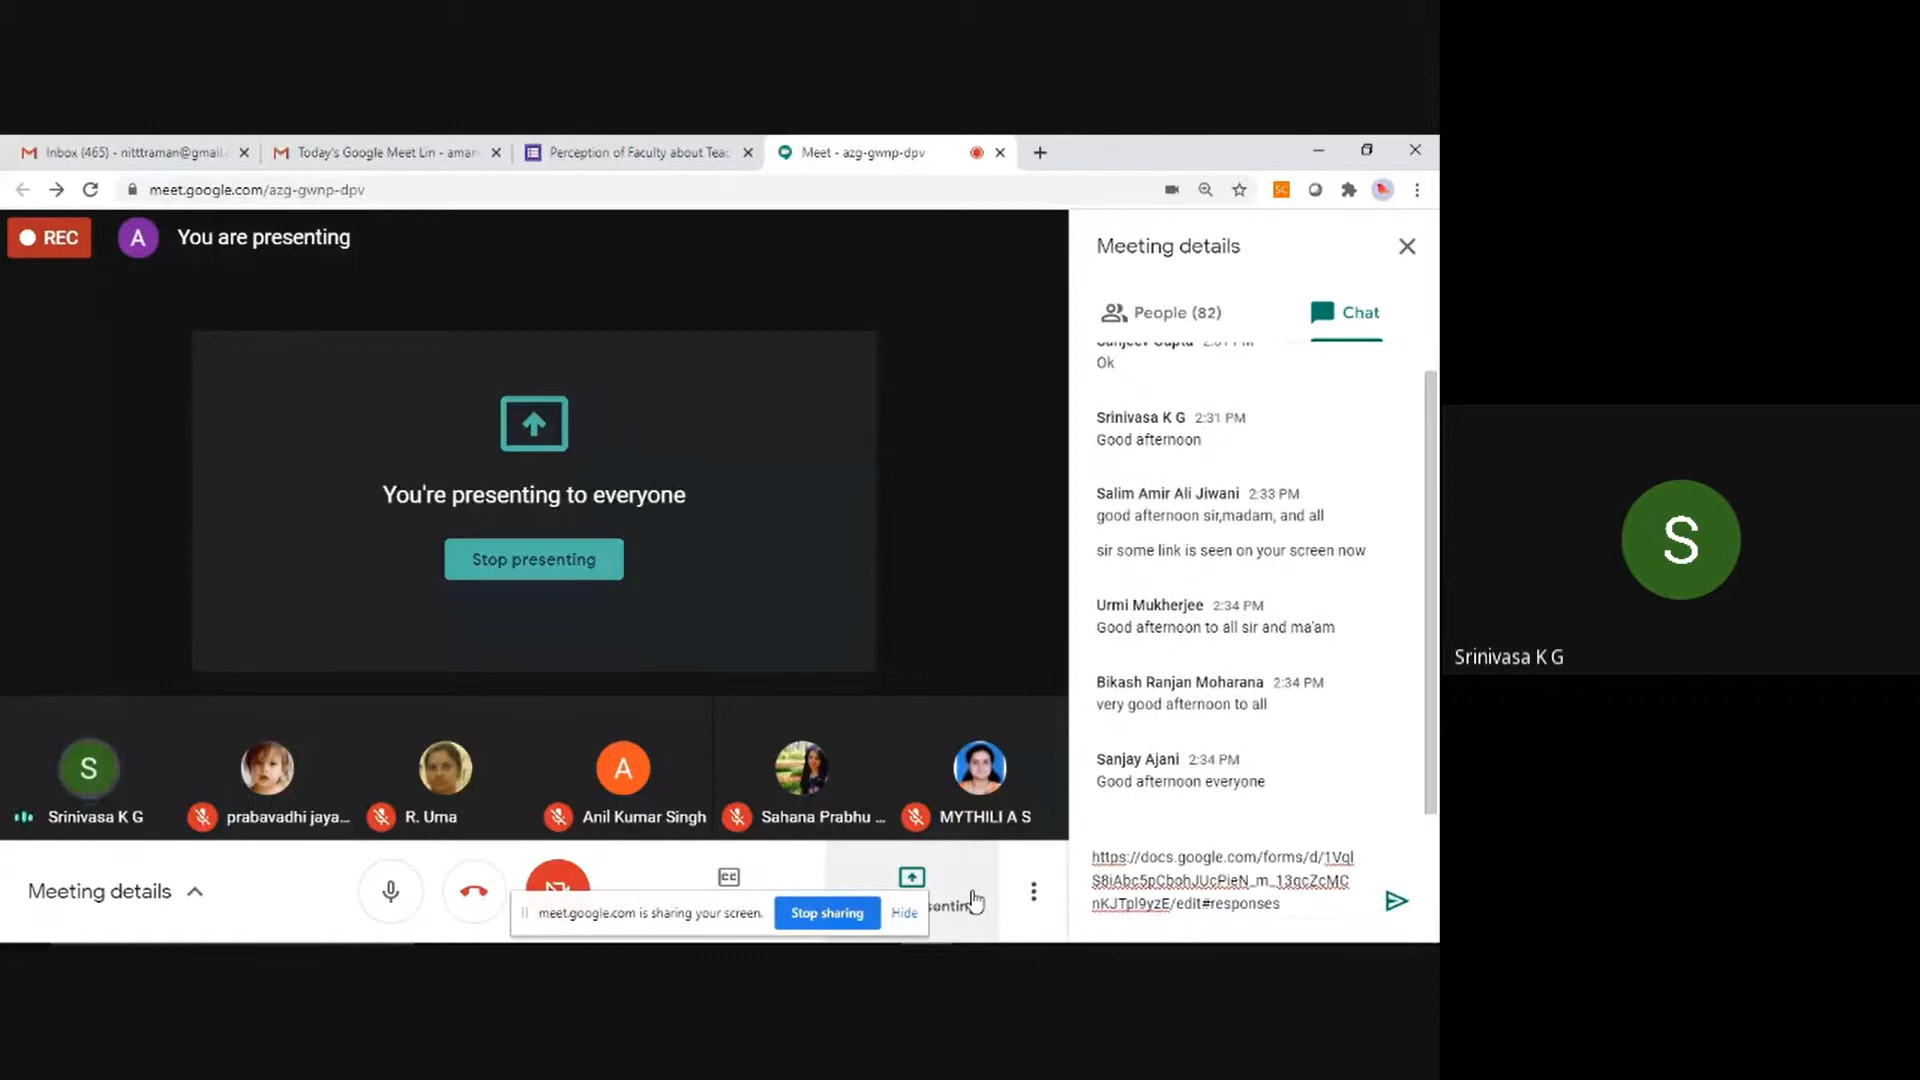 Inbox (465) - nitttraman@gmail.
Today's Google Meet Lin - aman
Perception of Faculty about Teac
Meet - azg-gwnp-dpv
meet.google.com/azg-gwnp-dpv
SC
REC
A
You are presenting
Meeting details
People (82)
Chat
Sanjeev Gupta 2:31 PM
Ok
Srinivasa K G 2:31 PM
Good afternoon
You're presenting to everyone
Stop presenting
Salim Amir Ali Jiwani 2:33 PM
good afternoon sir,madam, and all
sir some link is seen on your screen now
Urmi Mukherjee 2:34 PM
Good afternoon to all sir and ma'am
Bikash Ranjan Moharana 2:34 PM
very good afternoon to all
Sanjay Ajani 2:34 PM
Good afternoon everyone
S
Srinivasa K G
S
A
Srinivasa K G
prabavadhi jaya...
R. Uma
Anil Kumar Singh
Sahana Prabhu ...
MYTHILI A S
https://docs.google.com/forms/d/1Vql
S8iAbc5pCbohJUcPieN_m_13qcZcMC
nKJTpl9yzE/edit#responses
Meeting details
CC
meet.google.com is sharing your screen.
Stop sharing
Hide